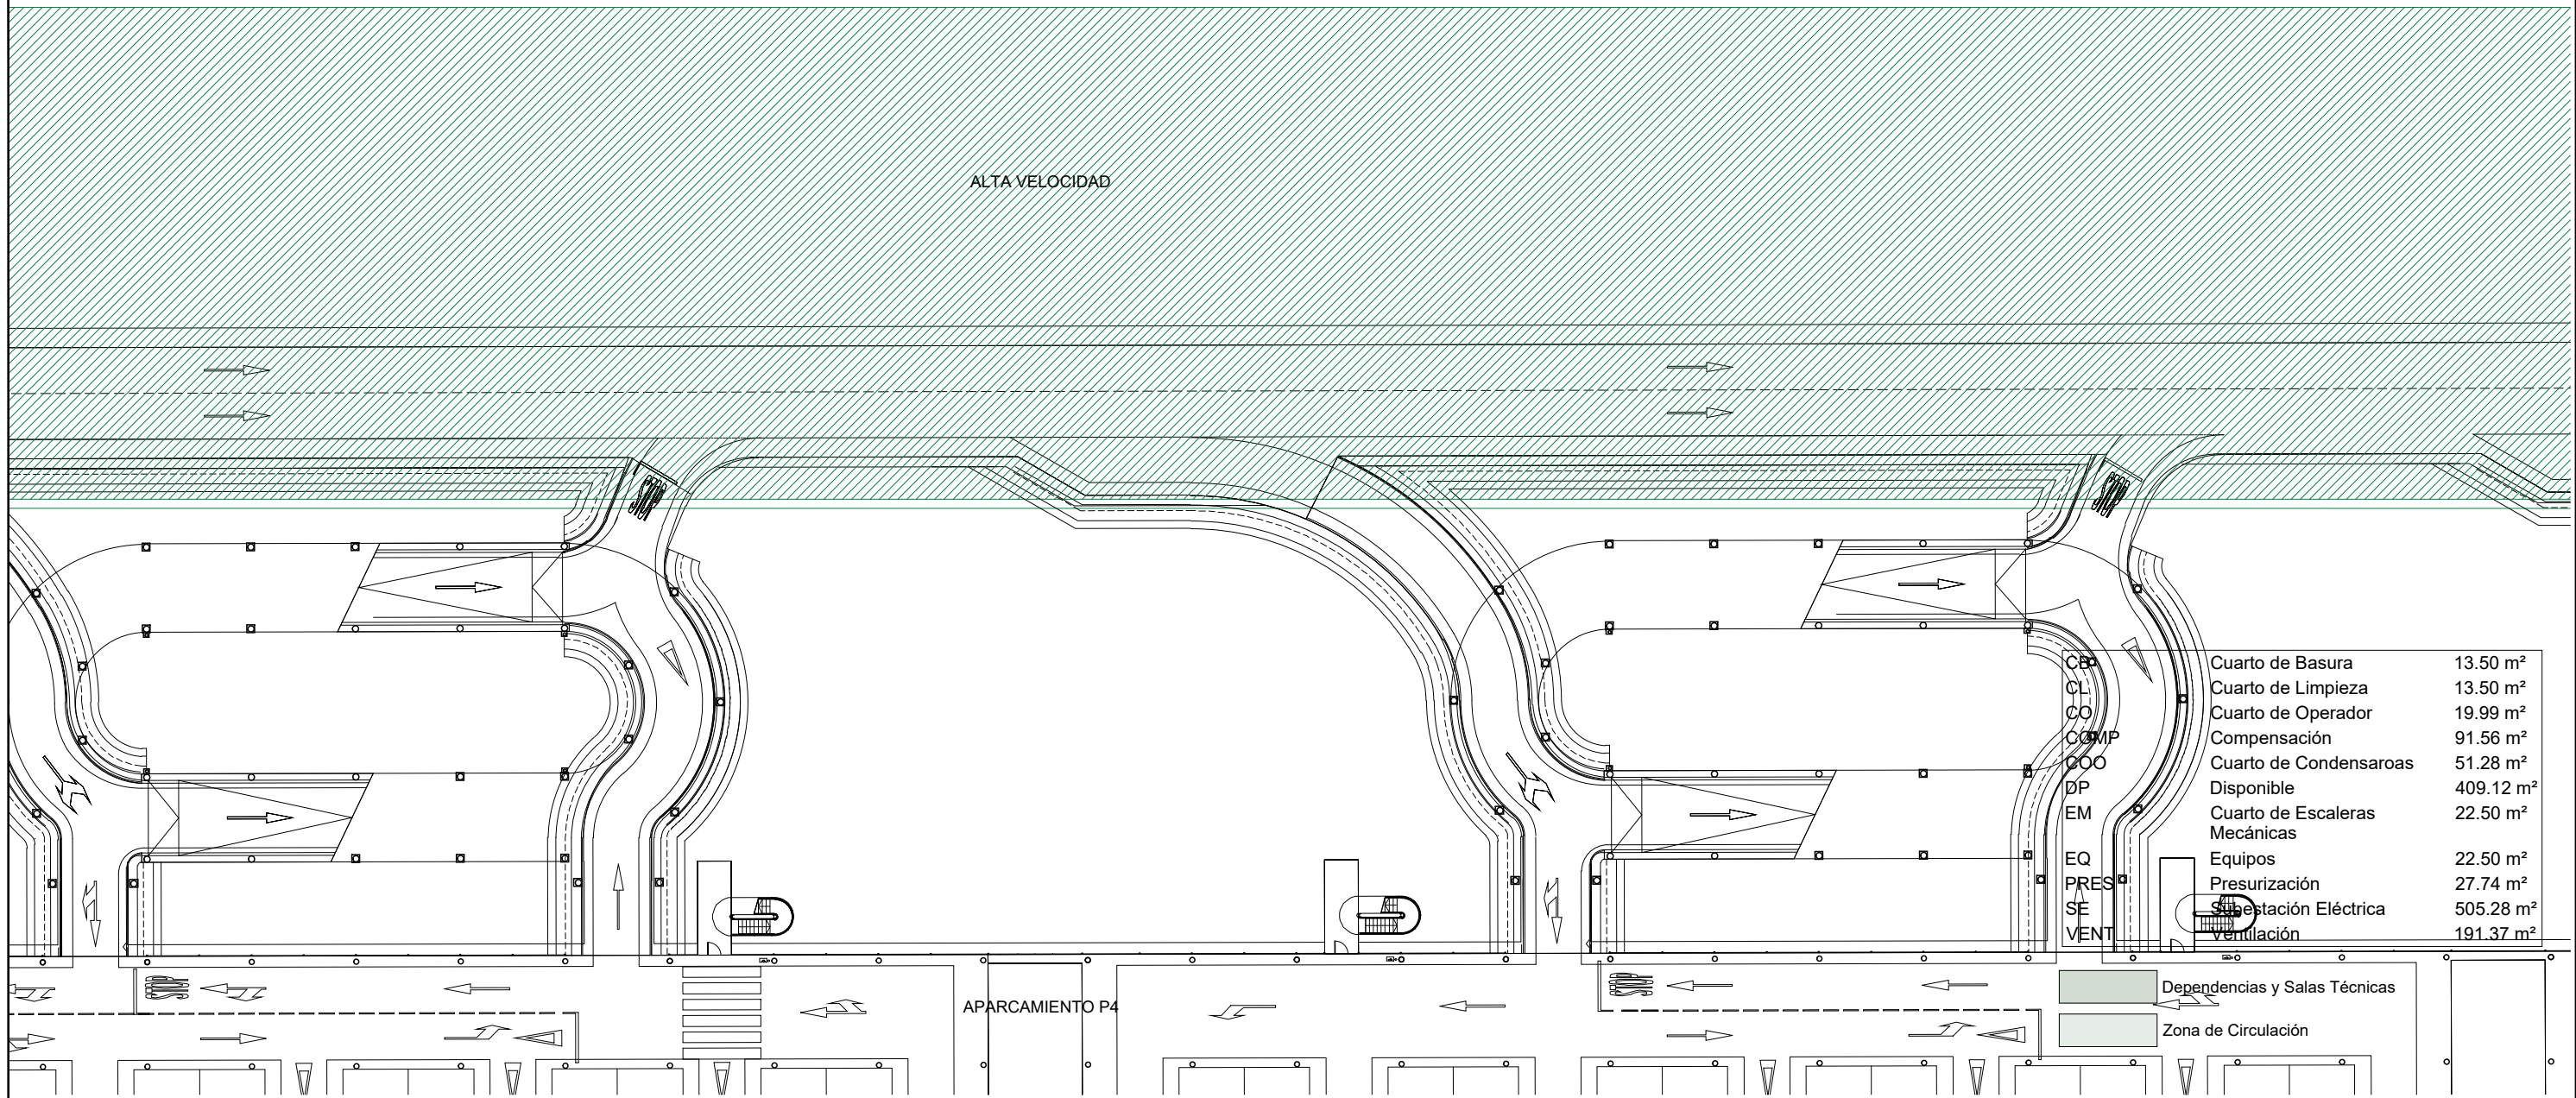 ALTA VELOCIDAD
STOP
STOP
CB Cuarto de Basura 13.50 m²
CL Cuarto de Limpieza 13.50 m²
CO Cuarto de Operador 19.99 m²
COMP Compensación 91.56 m²
COO Cuarto de Condensaroas 51.28 m²
DP Disponible 409.12 m²
EM Cuarto de Escaleras 22.50 m²
Mecánicas
EQ Equipos 22.50 m²
PRES Presurización 27.74 m²
SE Subestación Eléctrica 505.28 m²
VENT Ventilación 191.37 m²
STOP
STOP
Dependencias y Salas Técnicas
APARCAMIENTO P4
Zona de Circulación